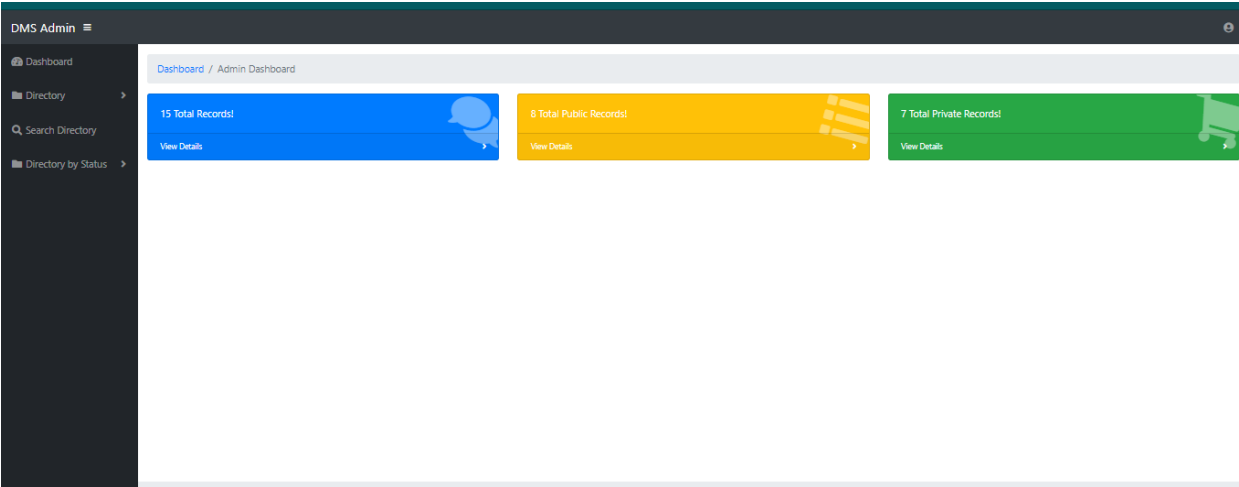 DMS Admin
Dashboard
Directory
Search Directory
Directory by Status
Dashboard / Admin Dashboard
15 Total Records!
View Details
8 Total Public Records!
View Details
7 Total Private Records!
View Details